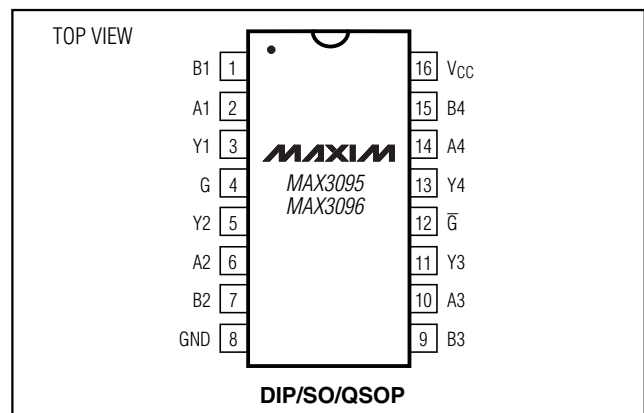 TOP VIEW
B1 1 16 VCC
A1 2 15 B4
Y1 3 14 A4
MAXIM
G 4 MAX3095 13 Y4
MAX3096
Y2 5 12 G̅
A2 6 11 Y3
B2 7 10 A3
GND 8 9 B3
DIP/SO/QSOP